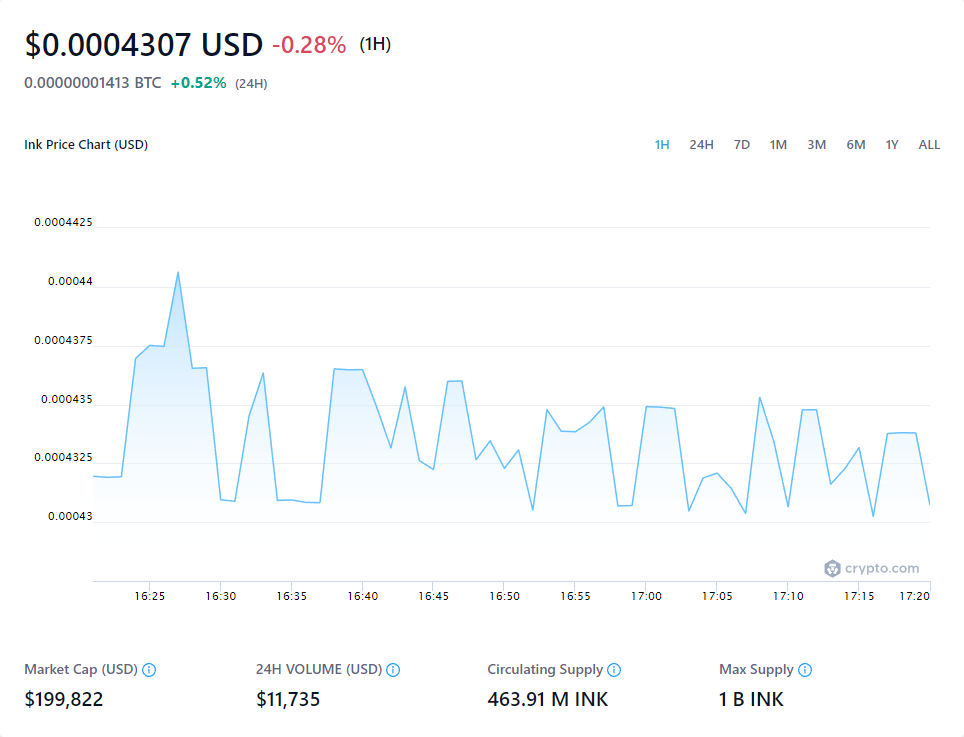 $0.0004307 USD -0.28% (1H)
0.00000001413 BTC +0.52% (24H)
Ink Price Chart (USD) 1H 24H 7D 1M 3M 6M 1Y ALL
0.0004425
0.00044
0.0004375
0.000435
0.0004325
0.00043
crypto.com
16:25 16:30 16:35 16:40 16:45 16:50 16:55 17:00 17:05 17:10 17:15 17:20
Market Cap (USD) 24H VOLUME (USD) Circulating Supply Max Supply
$199,822 $11,735 463.91 M INK 1 B INK